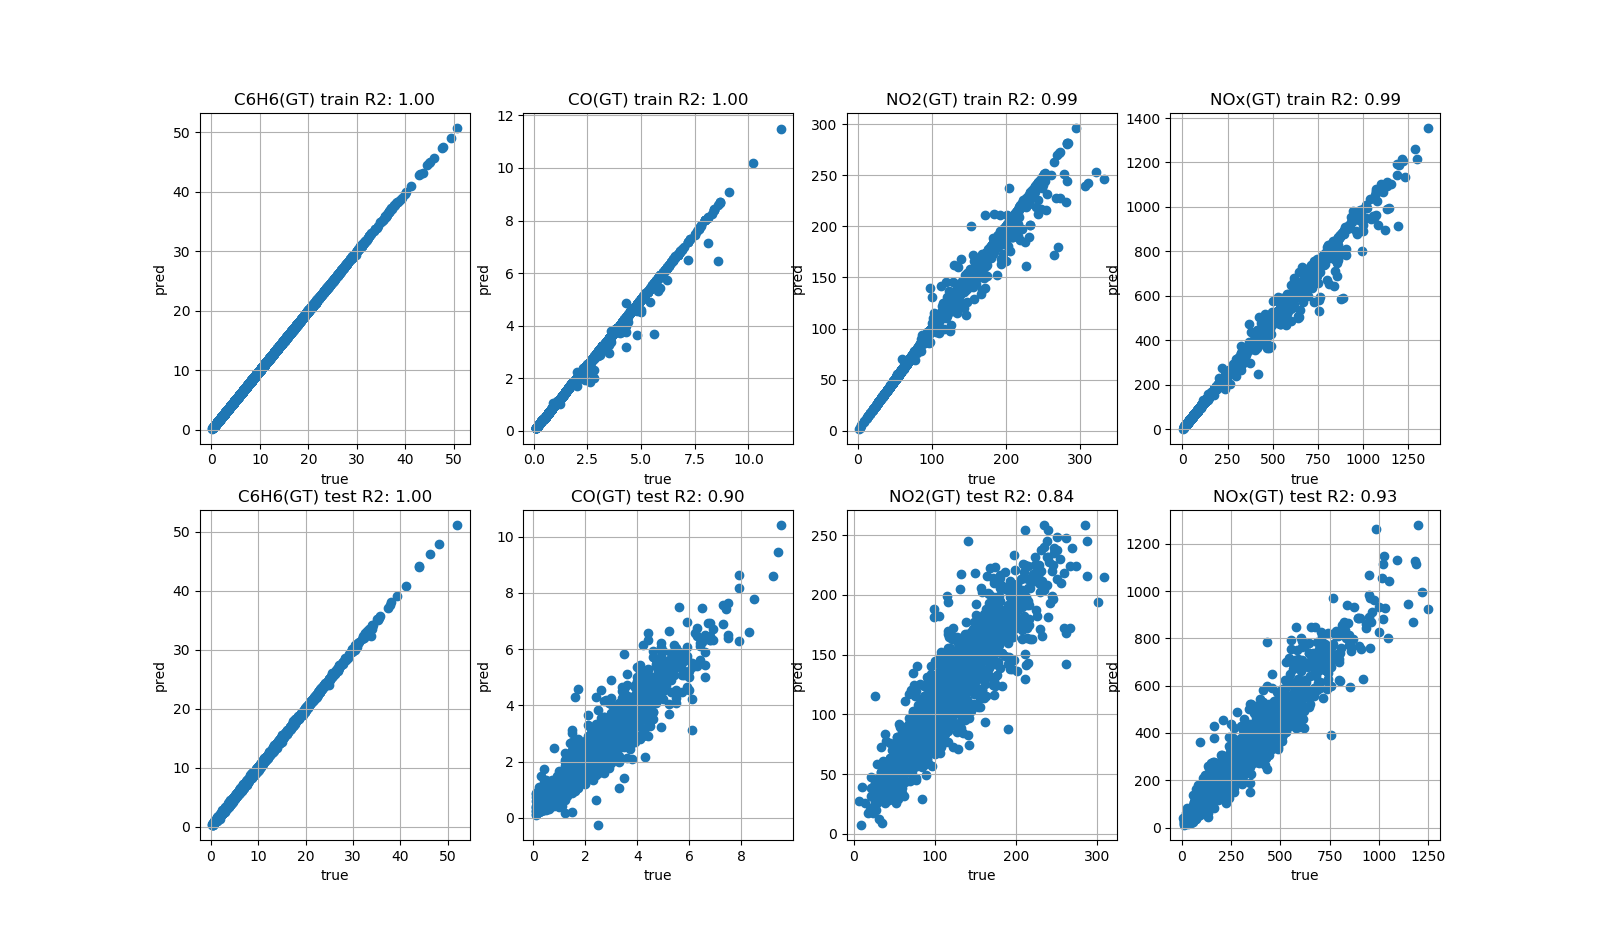 C6H6(GT) train R2: 1.00
50
40
30
20
10
0
pred
0 10 20 30 40 50
true
CO(GT) train R2: 1.00
12
10
8
6
4
2
0
pred
0.0 2.5 5.0 7.5 10.0
true
NO2(GT) train R2: 0.99
300
250
200
150
100
50
0
pred
0 100 200 300
true
NOx(GT) train R2: 0.99
1400
1200
1000
800
600
400
200
0
pred
0 250 500 750 1000 1250
true
C6H6(GT) test R2: 1.00
50
40
30
20
10
0
pred
0 10 20 30 40 50
true
CO(GT) test R2: 0.90
10
8
6
4
2
0
pred
0 2 4 6 8
true
NO2(GT) test R2: 0.84
250
200
150
100
50
0
pred
0 100 200 300
true
NOx(GT) test R2: 0.93
1200
1000
800
600
400
200
0
pred
0 250 500 750 1000 1250
true